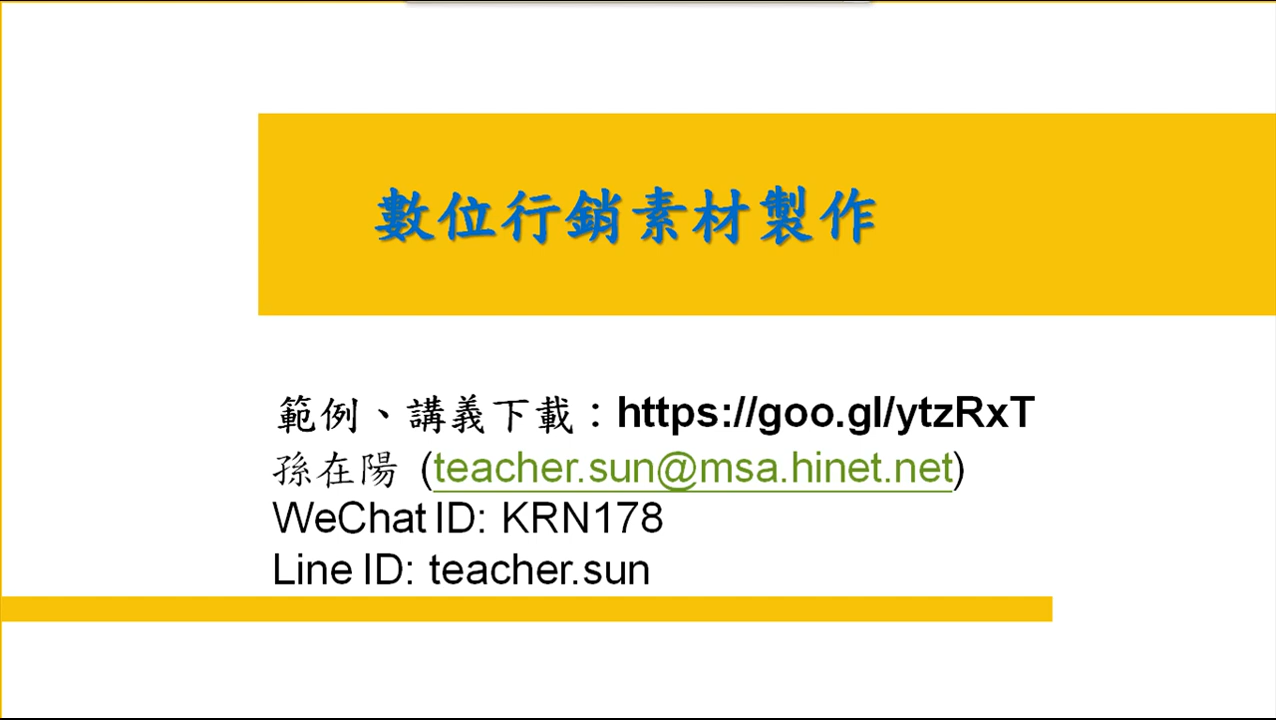 數位行銷素材製作
範例、講義下載：https://goo.gl/ytzRxT
孫在陽 (teacher.sun@msa.hinet.net)
WeChat ID: KRN178
Line ID: teacher.sun